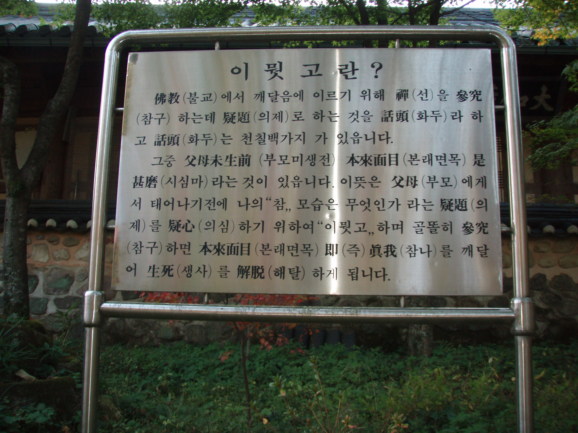 이 뭣 고 란 ?
佛教(불교)에서 깨달음에 이르기 위해 禪(선)을 參究
(참구) 하는데 疑題(의제)로 하는 것을 話頭(화두) 라 하
고 話頭(화두)는 천칠백가지 가 있읍니다.
그중 父母未生前 (부모미생전) 本來面目(본래면목) 是
甚磨 (시심마) 라는것이 있읍니다. 이뜻은 父母(부모)에게
서 태어나기전에 나의“참„ 모습은 무엇인가 라는 疑題(의
제)를 疑心(의심)하기 위하여“이뭣고„하며 골똘히 參究
(참구)하면 本來面目(본래면목) 即(즉) 眞我(참나)를 깨달
어 生死(생사)를 解脱(해탈)하게 됩니다.